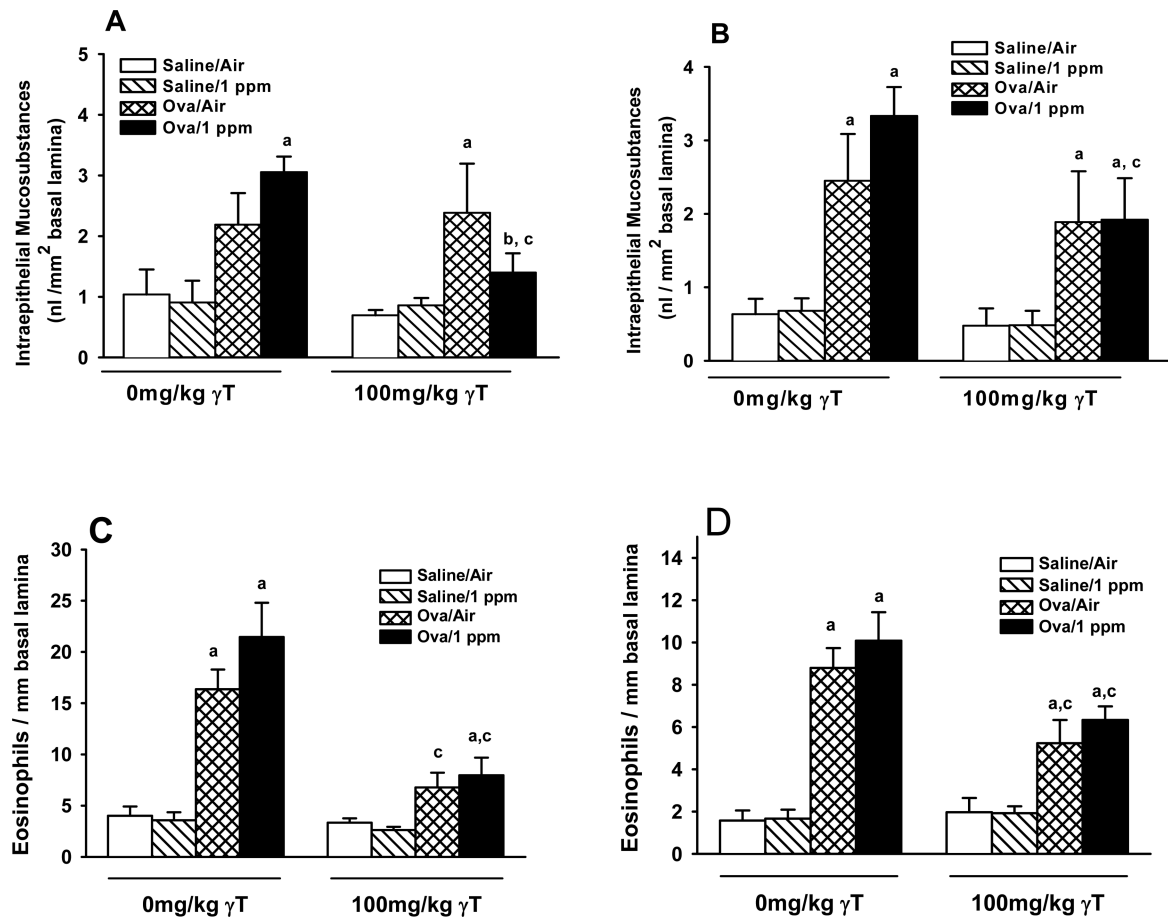 A
Intraepithelial Mucosubtances
(nl /mm² basal lamina)
5
4
3
2
1
0
Saline/Air
Saline/1 ppm
Ova/Air
Ova/1 ppm
a
a
b, c
0mg/kg γT
100mg/kg γT
B
Intraepithelial Mucosubstances
(nl / mm² basal lamina)
4
3
2
1
0
Saline/Air
Saline/1 ppm
Ova/Air
Ova/1 ppm
a
a
a
a, c
0mg/kg γT
100mg/kg γT
C
Eosinophils / mm basal lamina
30
25
20
15
10
5
0
Saline/Air
Saline/1 ppm
Ova/Air
Ova/1 ppm
a
a
c
a,c
0mg/kg γT
100mg/kg γT
D
Eosinophils / mm basal lamina
14
12
10
8
6
4
2
0
Saline/Air
Saline/1 ppm
Ova/Air
Ova/1 ppm
a
a
a,c
a,c
0mg/kg γT
100mg/kg γT